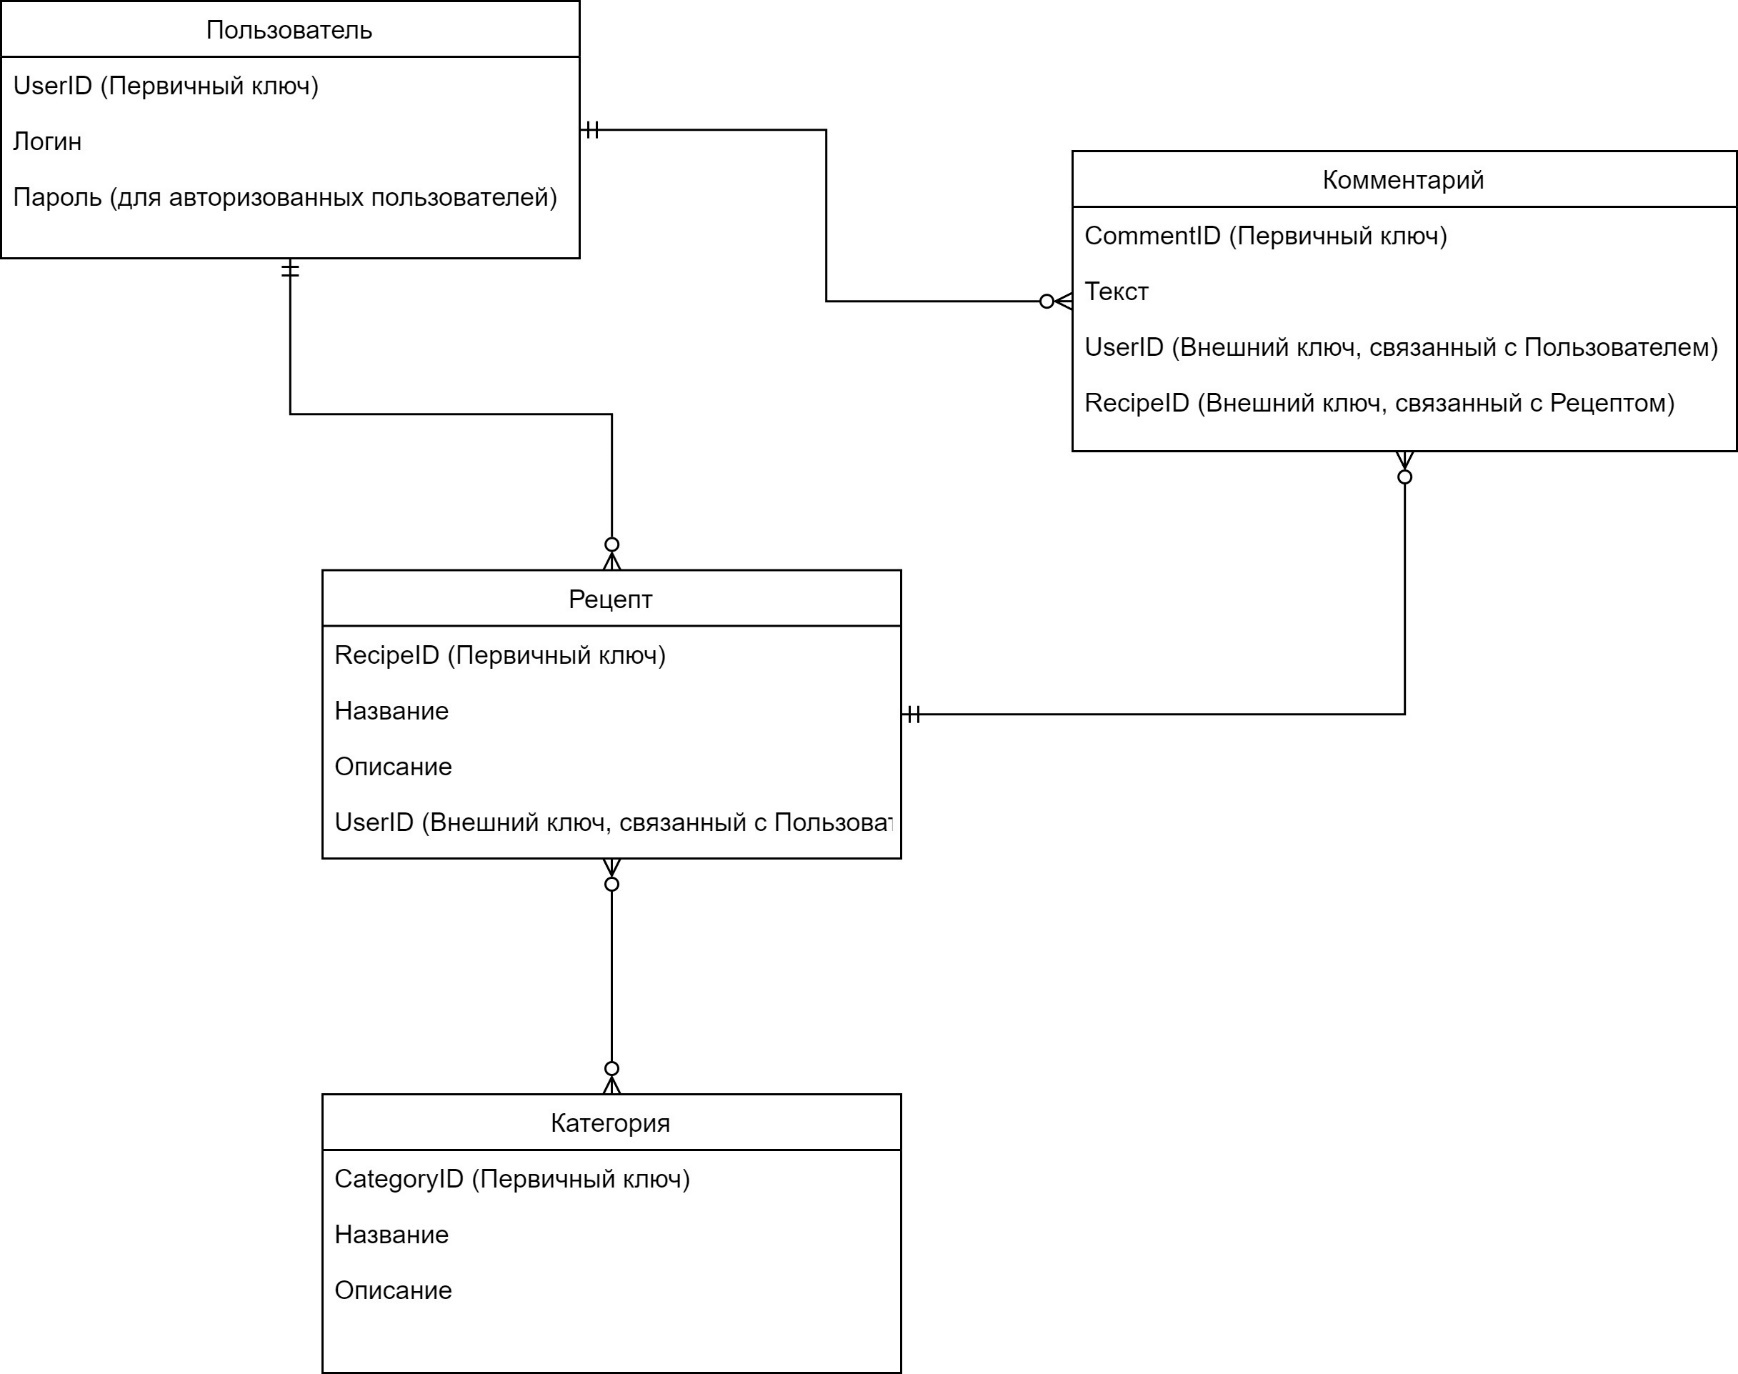 Пользователь
UserID (Первичный ключ)
Логин
Пароль (для авторизованных пользователей)
Комментарий
CommentID (Первичный ключ)
Текст
UserID (Внешний ключ, связанный с Пользователем)
RecipeID (Внешний ключ, связанный с Рецептом)
Рецепт
RecipeID (Первичный ключ)
Название
Описание
UserID (Внешний ключ, связанный с
Категория
CategoryID (Первичный ключ)
Название
Описание